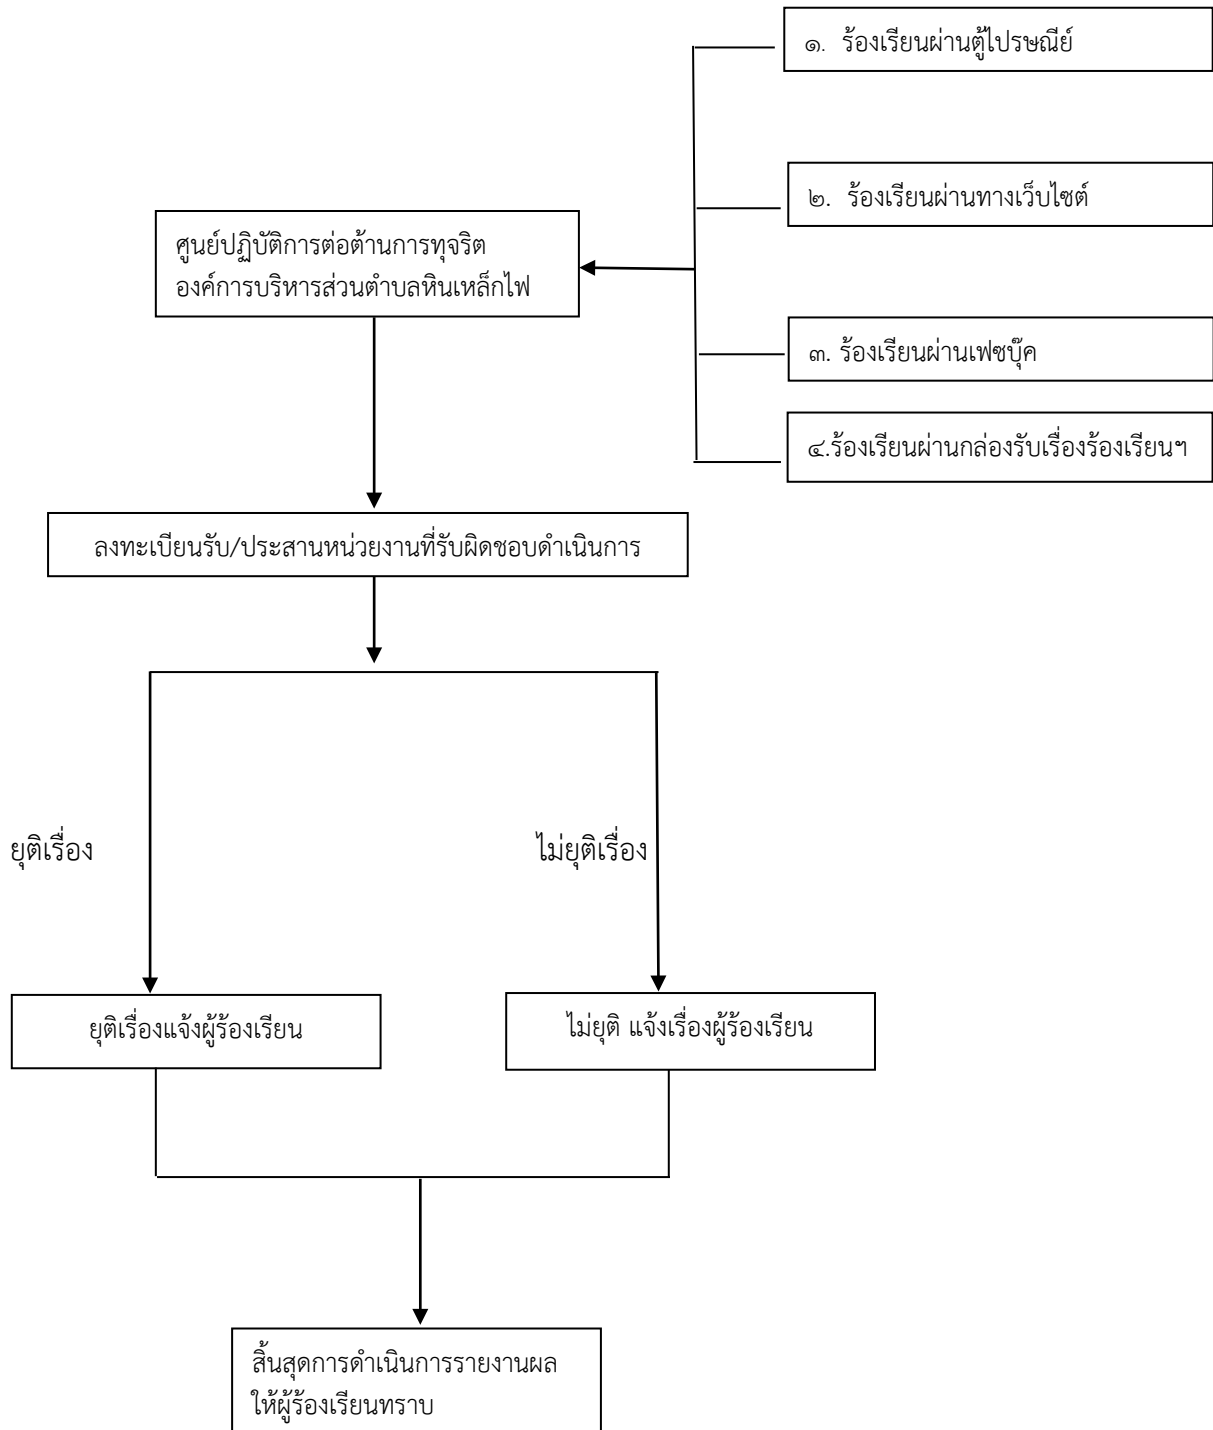 ๑. ร้องเรียนผ่านตู้ไปรษณีย์
๒. ร้องเรียนผ่านทางเว็บไซต์
ศูนย์ปฏิบัติการต่อต้านการทุจริต
องค์การบริหารส่วนตำบลหินเหล็กไฟ
๓. ร้องเรียนผ่านเฟซบุ๊ค
๔.ร้องเรียนผ่านกล่องรับเรื่องร้องเรียนฯ
ลงทะเบียนรับ/ประสานหน่วยงานที่รับผิดชอบดำเนินการ
ยุติเรื่อง
ไม่ยุติเรื่อง
ยุติเรื่องแจ้งผู้ร้องเรียน
ไม่ยุติ แจ้งเรื่องผู้ร้องเรียน
สิ้นสุดการดำเนินการรายงานผล
ให้ผู้ร้องเรียนทราบ